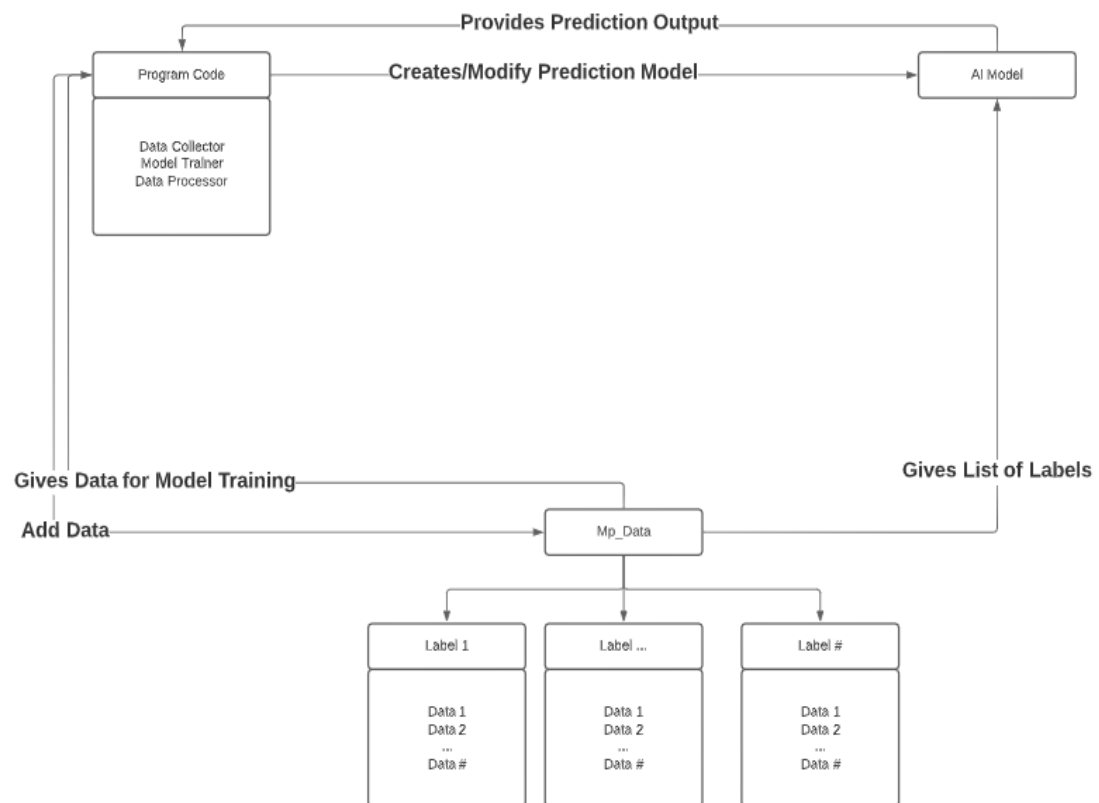 Provides Prediction Output
Program Code
Creates/Modify Prediction Model
AI Model
Data Collector
Model Trainer
Data Processor
Gives Data for Model Training
Gives List of Labels
Add Data
Mp_Data
Label 1
Label ...
Label #
Data 1
Data 2
...
Data #
Data 1
Data 2
...
Data #
Data 1
Data 2
...
Data #